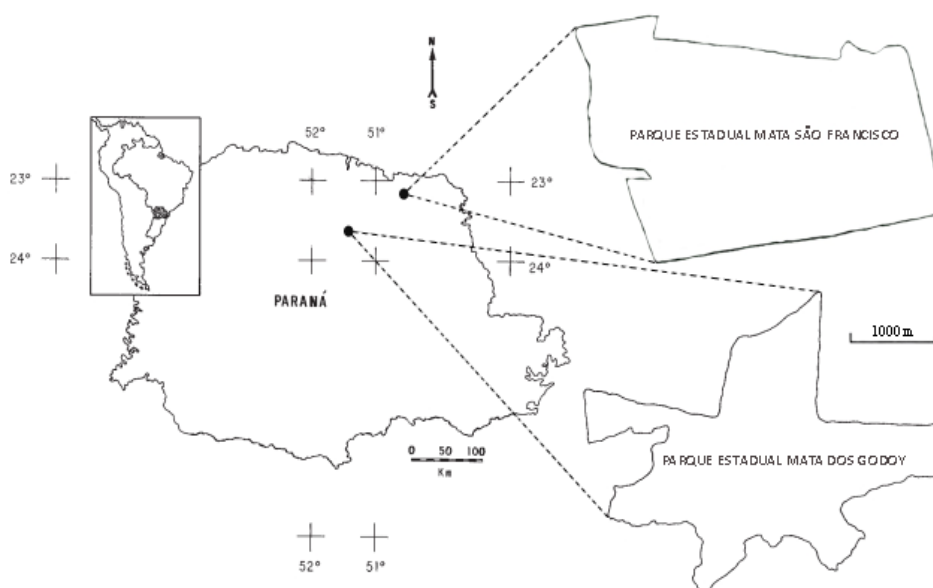 N
S
52° 51°
PARQUE ESTADUAL MATA SÃO FRANCISCO
23° 23°
24° 24°
PARANÁ
1000 m
0 50 100
Km
PARQUE ESTADUAL MATA DOS GODOY
52° 51°